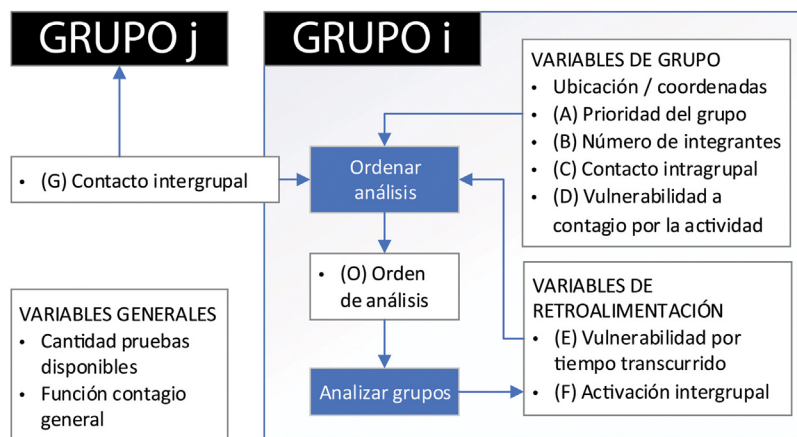 GRUPO j
GRUPO i
VARIABLES DE GRUPO
• Ubicación / coordenadas
• (A) Prioridad del grupo
• (B) Número de integrantes
• (C) Contacto intragrupal
• (D) Vulnerabilidad a
contagio por la actividad
• (G) Contacto intergrupal
Ordenar
análisis
• (O) Orden
de análisis
VARIABLES GENERALES
• Cantidad pruebas
disponibles
• Función contagio
general
VARIABLES DE
RETROALIMENTACIÓN
• (E) Vulnerabilidad por
tiempo transcurrido
• (F) Activación intergrupal
Analizar grupos